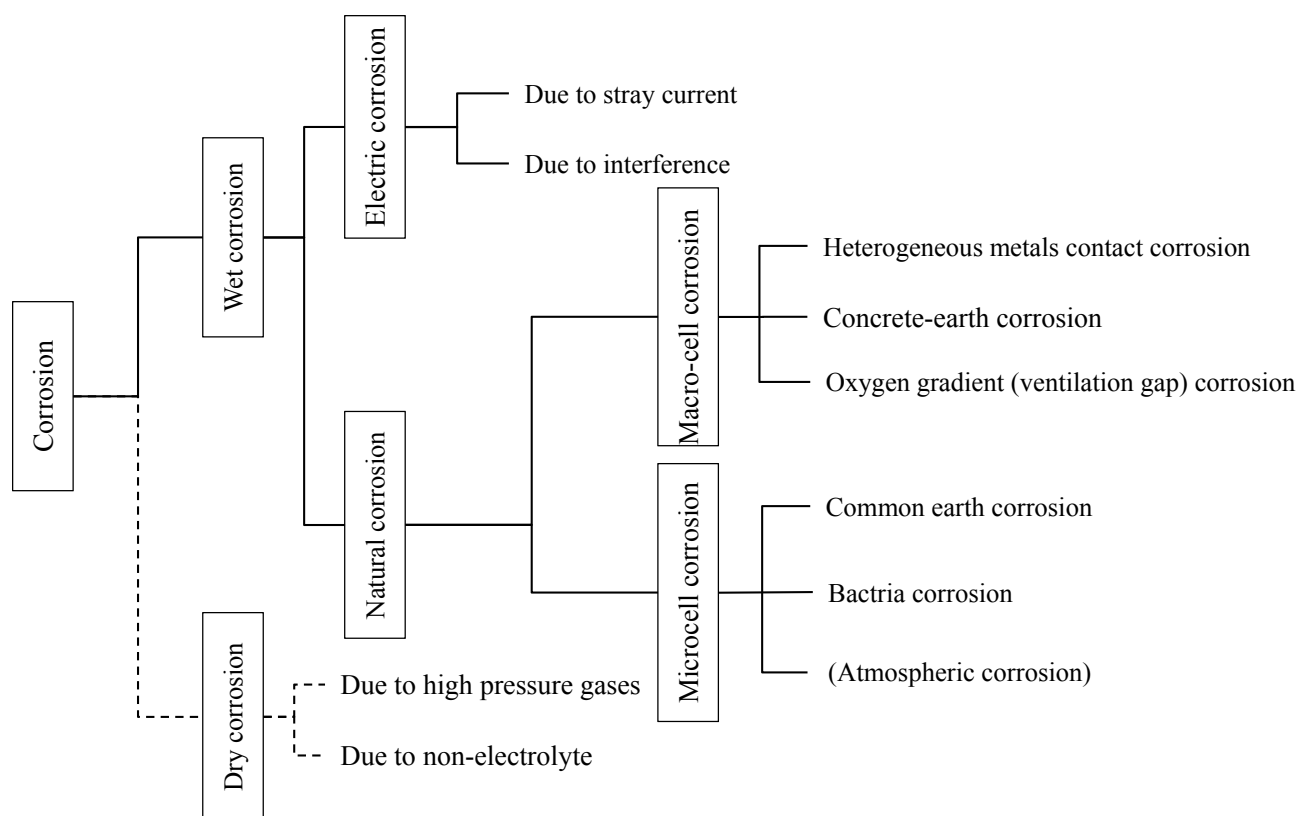 Corrosion
Wet corrosion
Electric corrosion
Due to stray current
Due to interference
Natural corrosion
Macro-cell corrosion
Heterogeneous metals contact corrosion
Concrete-earth corrosion
Oxygen gradient (ventilation gap) corrosion
Microcell corrosion
Common earth corrosion
Bactria corrosion
(Atmospheric corrosion)
Dry corrosion
Due to high pressure gases
Due to non-electrolyte